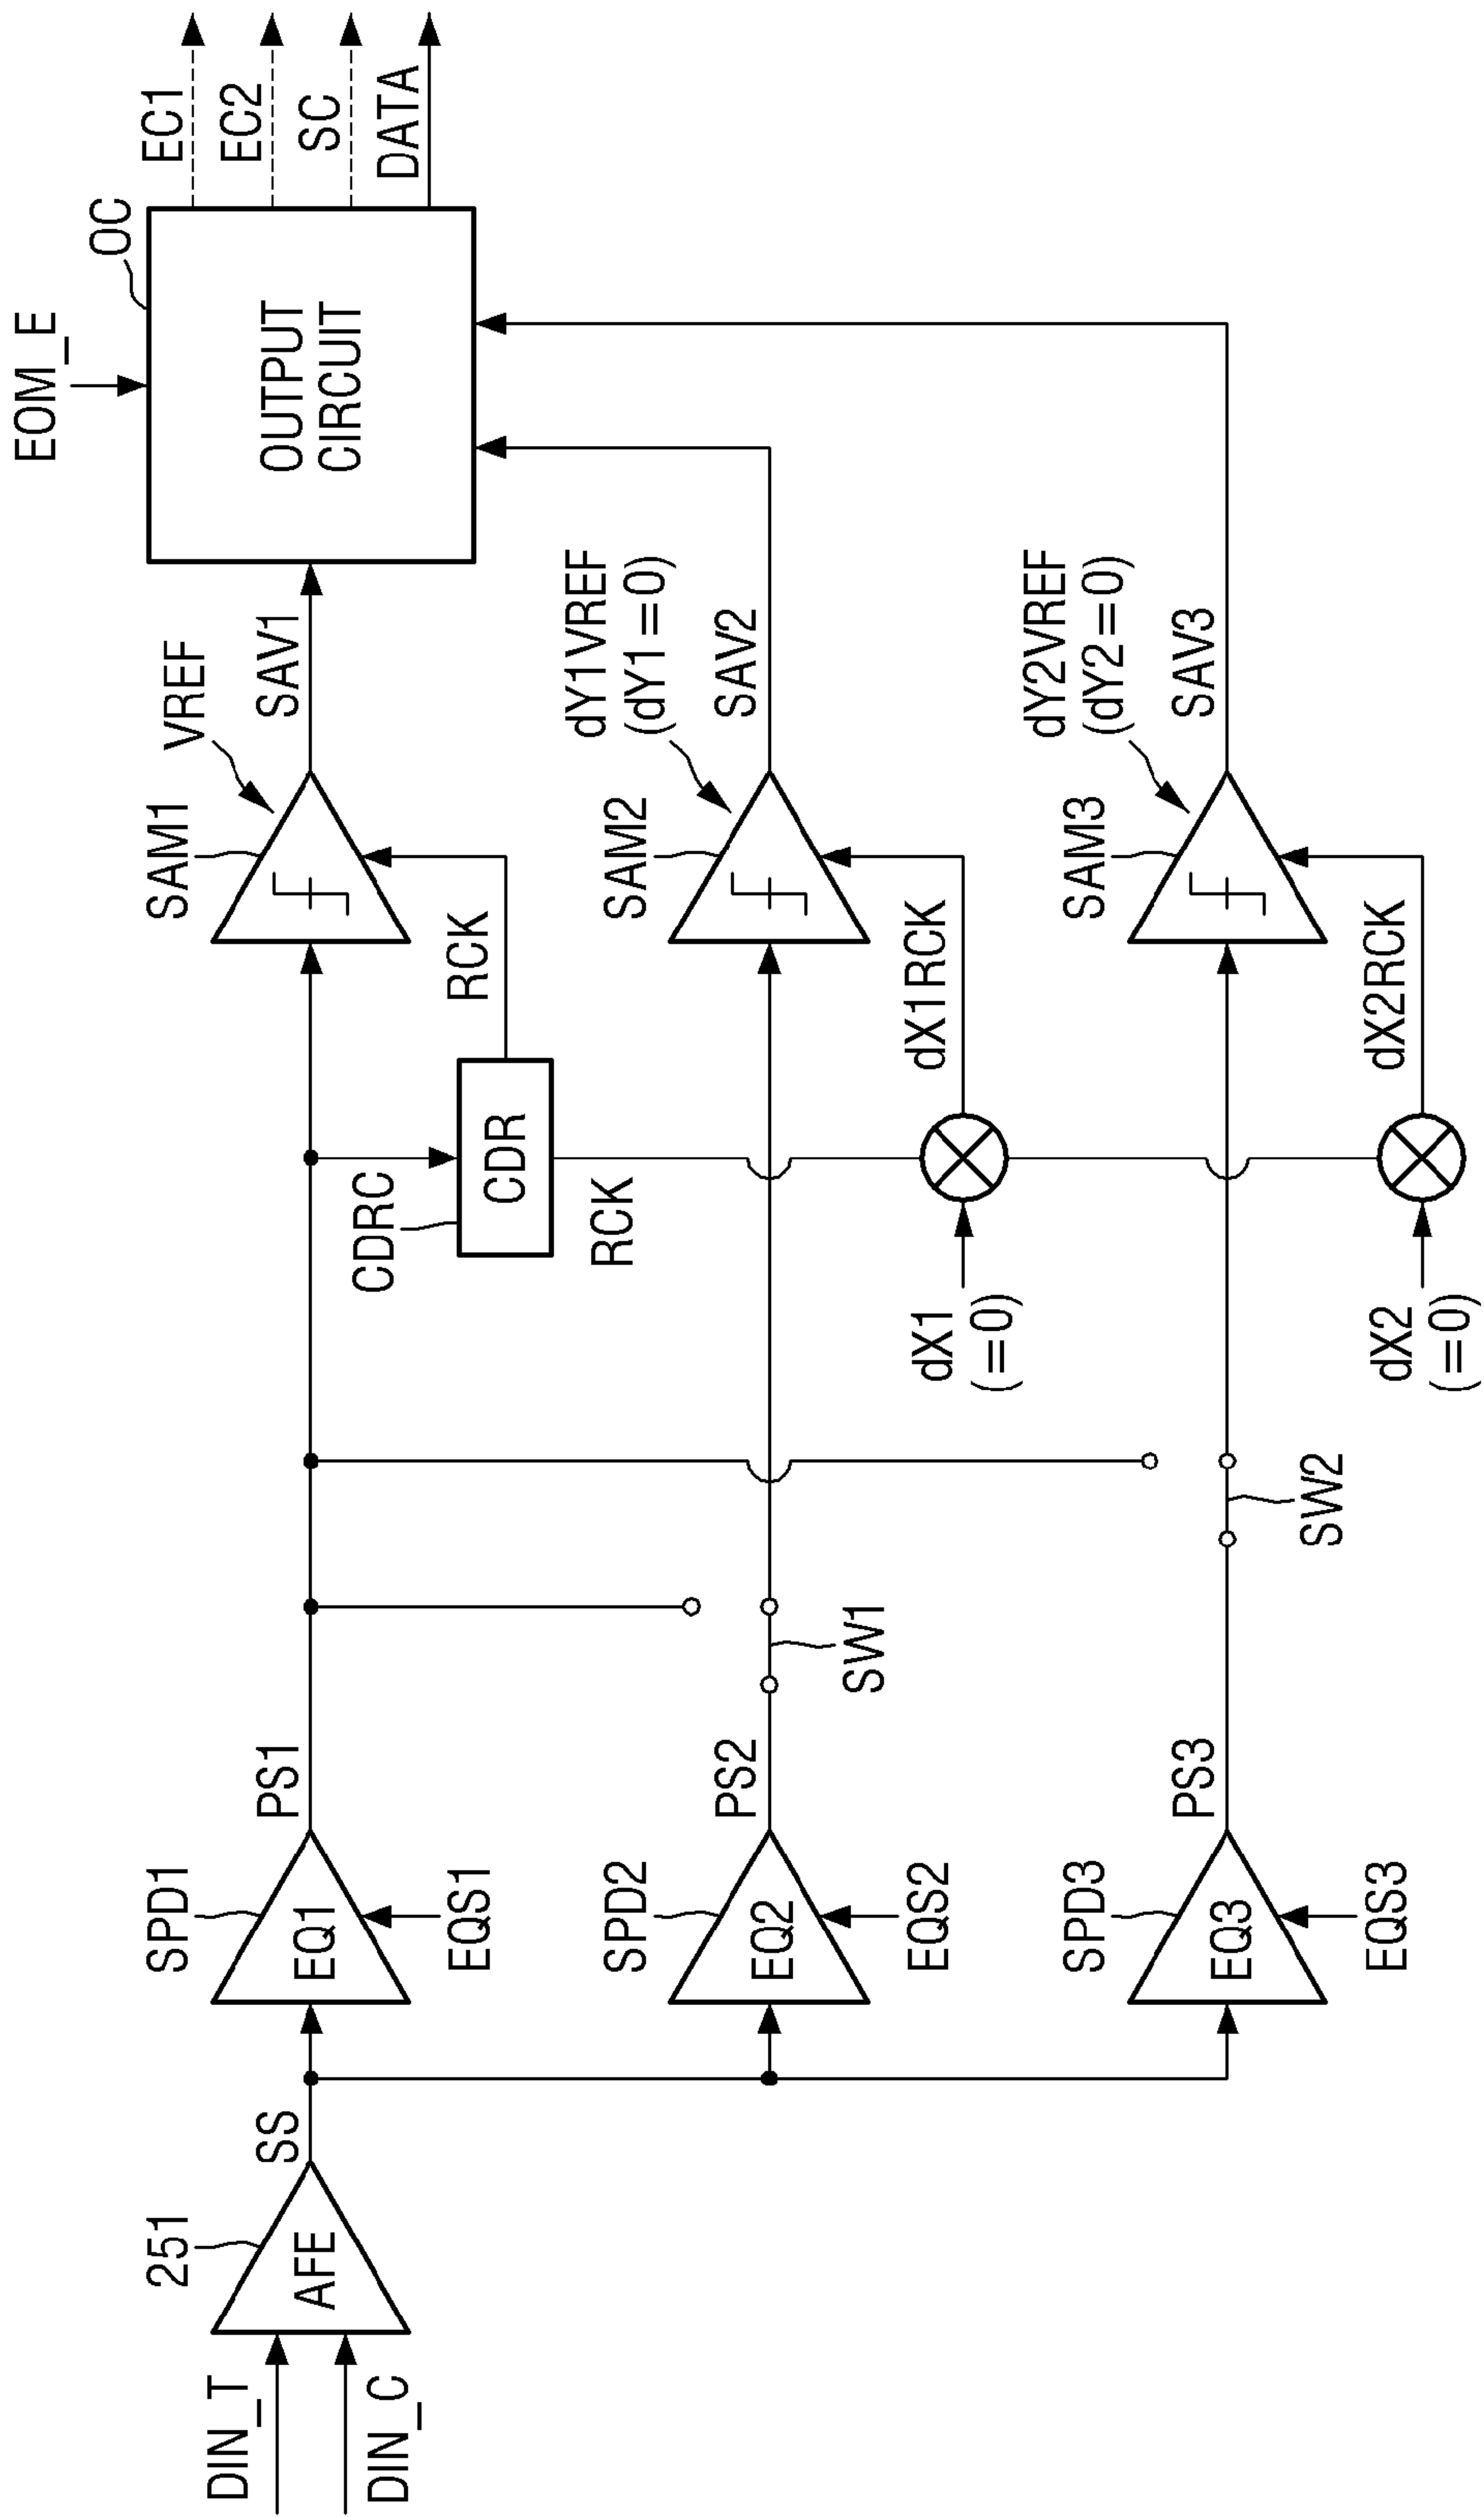 DIN_T
DIN_C
251
AFE
SS
SPD1
EQ1
EQS1
PS1
SPD2
EQ2
EQS2
PS2
SPD3
EQ3
EQS3
PS3
SW1
SW2
CDRC
CDR
RCK
RCK
dX1
(=0)
dX1RCK
dX2
(=0)
dX2RCK
SAM1
VREF
SAV1
SAM2
dY1VREF
(dY1=0)
SAV2
SAM3
dY2VREF
(dY2=0)
SAV3
EOM_E
OC
OUTPUT
CIRCUIT
EC1
EC2
SC
DATA